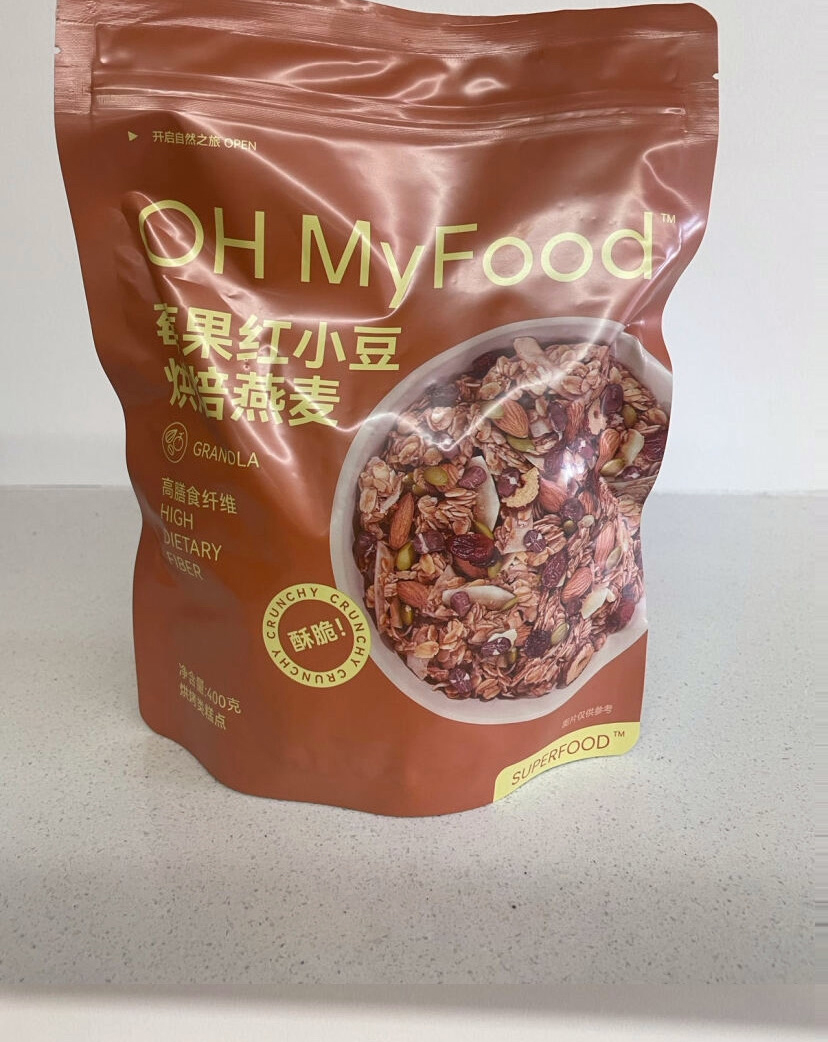 开启自然之旅 OPEN
OH MyFood™
莓果红小豆
烘焙燕麦
GRANOLA
高膳食纤维
HIGH
DIETARY
FIBER
CRUNCHY CRUNCHY CRUNCHY CRUNCHY
酥脆!
净含量:400克
烘烤类糕点
图片仅供参考
SUPERFOOD™